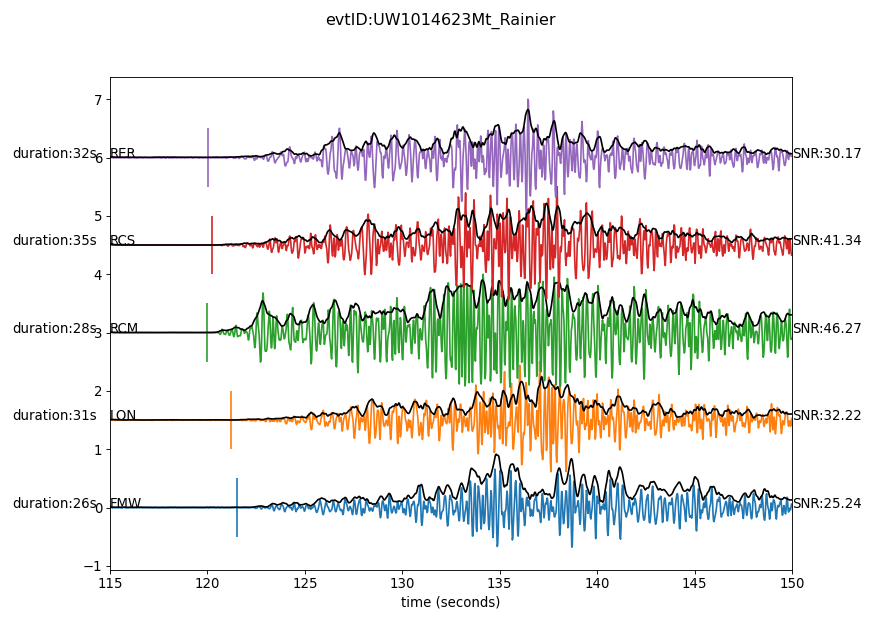 evtID:UW1014623Mt_Rainier
7
duration:32s 6 RER SNR:30.17
5
duration:35s RCS SNR:41.34
4
duration:28s 3 RCM SNR:46.27
2
duration:31s LON SNR:32.22
1
duration:26s 0 FMW SNR:25.24
−1
115 120 125 130 135 140 145 150
time (seconds)